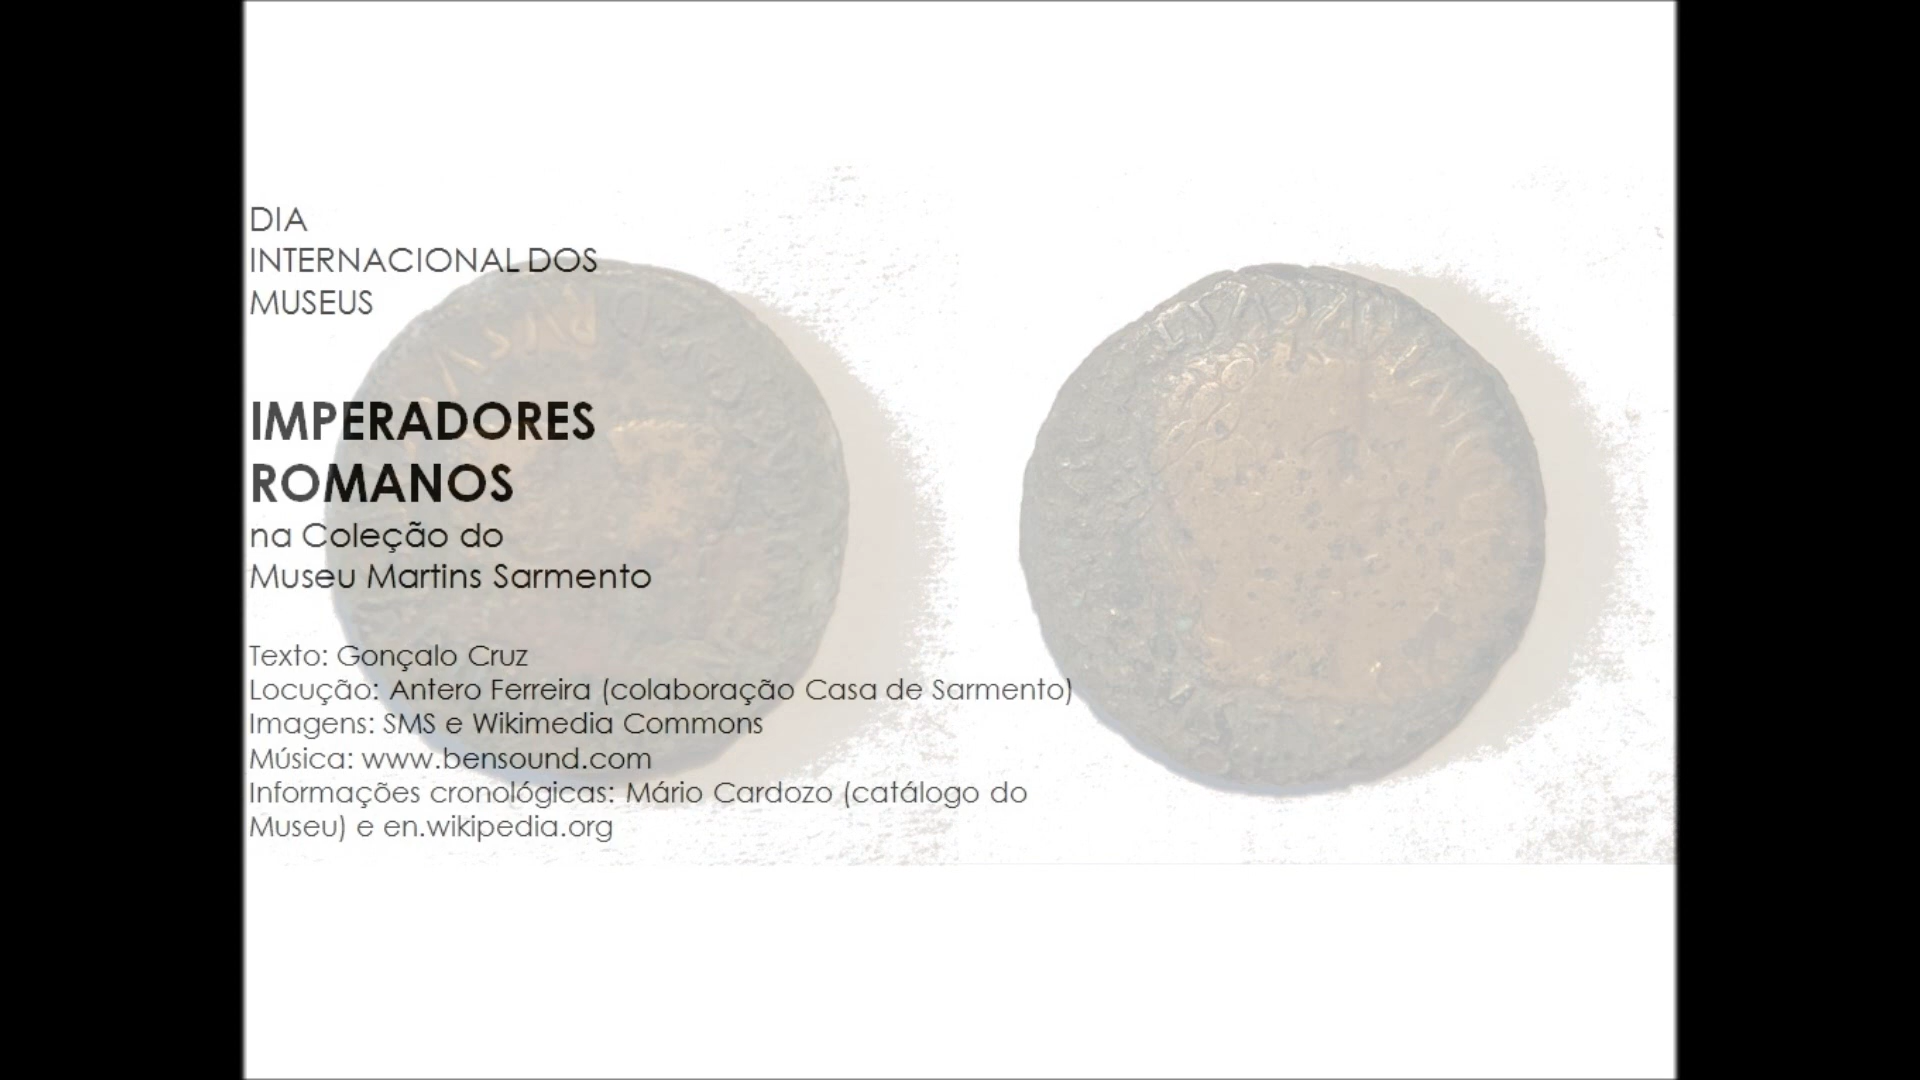 DIA
INTERNACIONAL DOS
MUSEUS
IMPERADORES
ROMANOS
na Coleção do
Museu Martins Sarmento
Texto: Gonçalo Cruz
Locução: Antero Ferreira (colaboração Casa de Sarmento)
Imagens: SMS e Wikimedia Commons
Música: www.bensound.com
Informações cronológicas: Mário Cardozo (catálogo do
Museu) e en.wikipedia.org